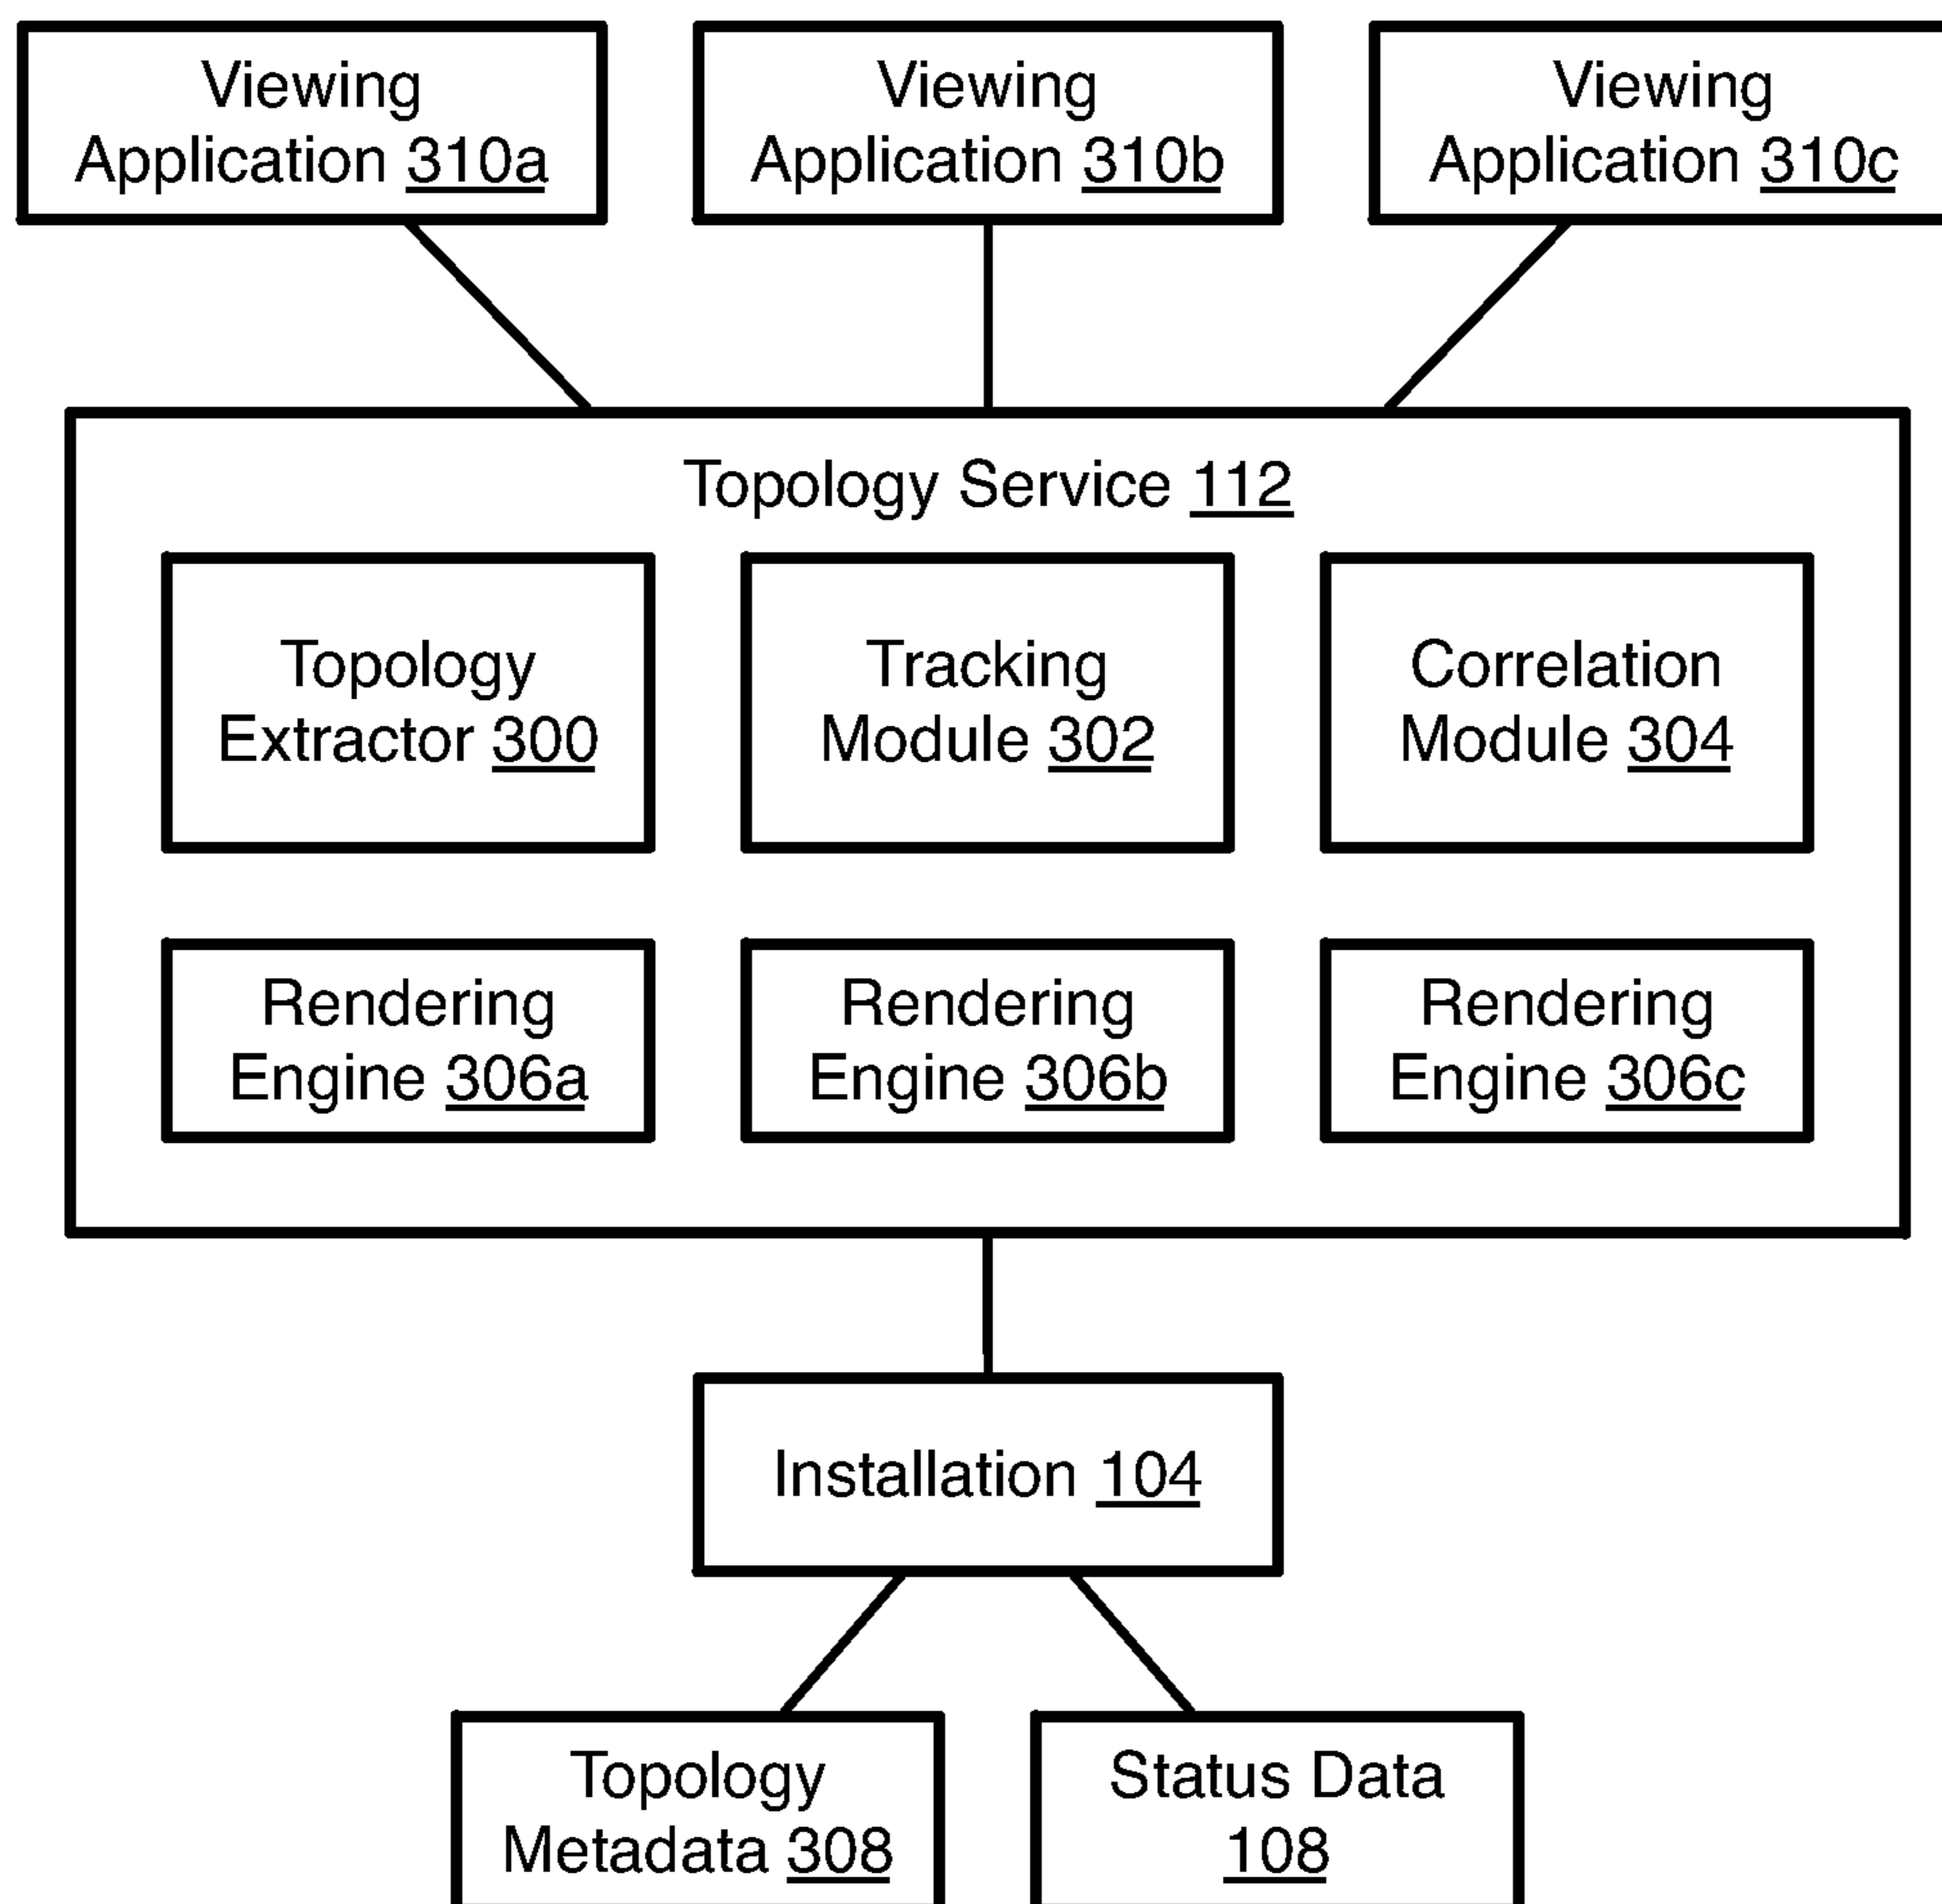 Viewing
Application 310a
Viewing
Application 310b
Viewing
Application 310c
Topology Service 112
Topology
Extractor 300
Tracking
Module 302
Correlation
Module 304
Rendering
Engine 306a
Rendering
Engine 306b
Rendering
Engine 306c
Installation 104
Topology
Metadata 308
Status Data
108